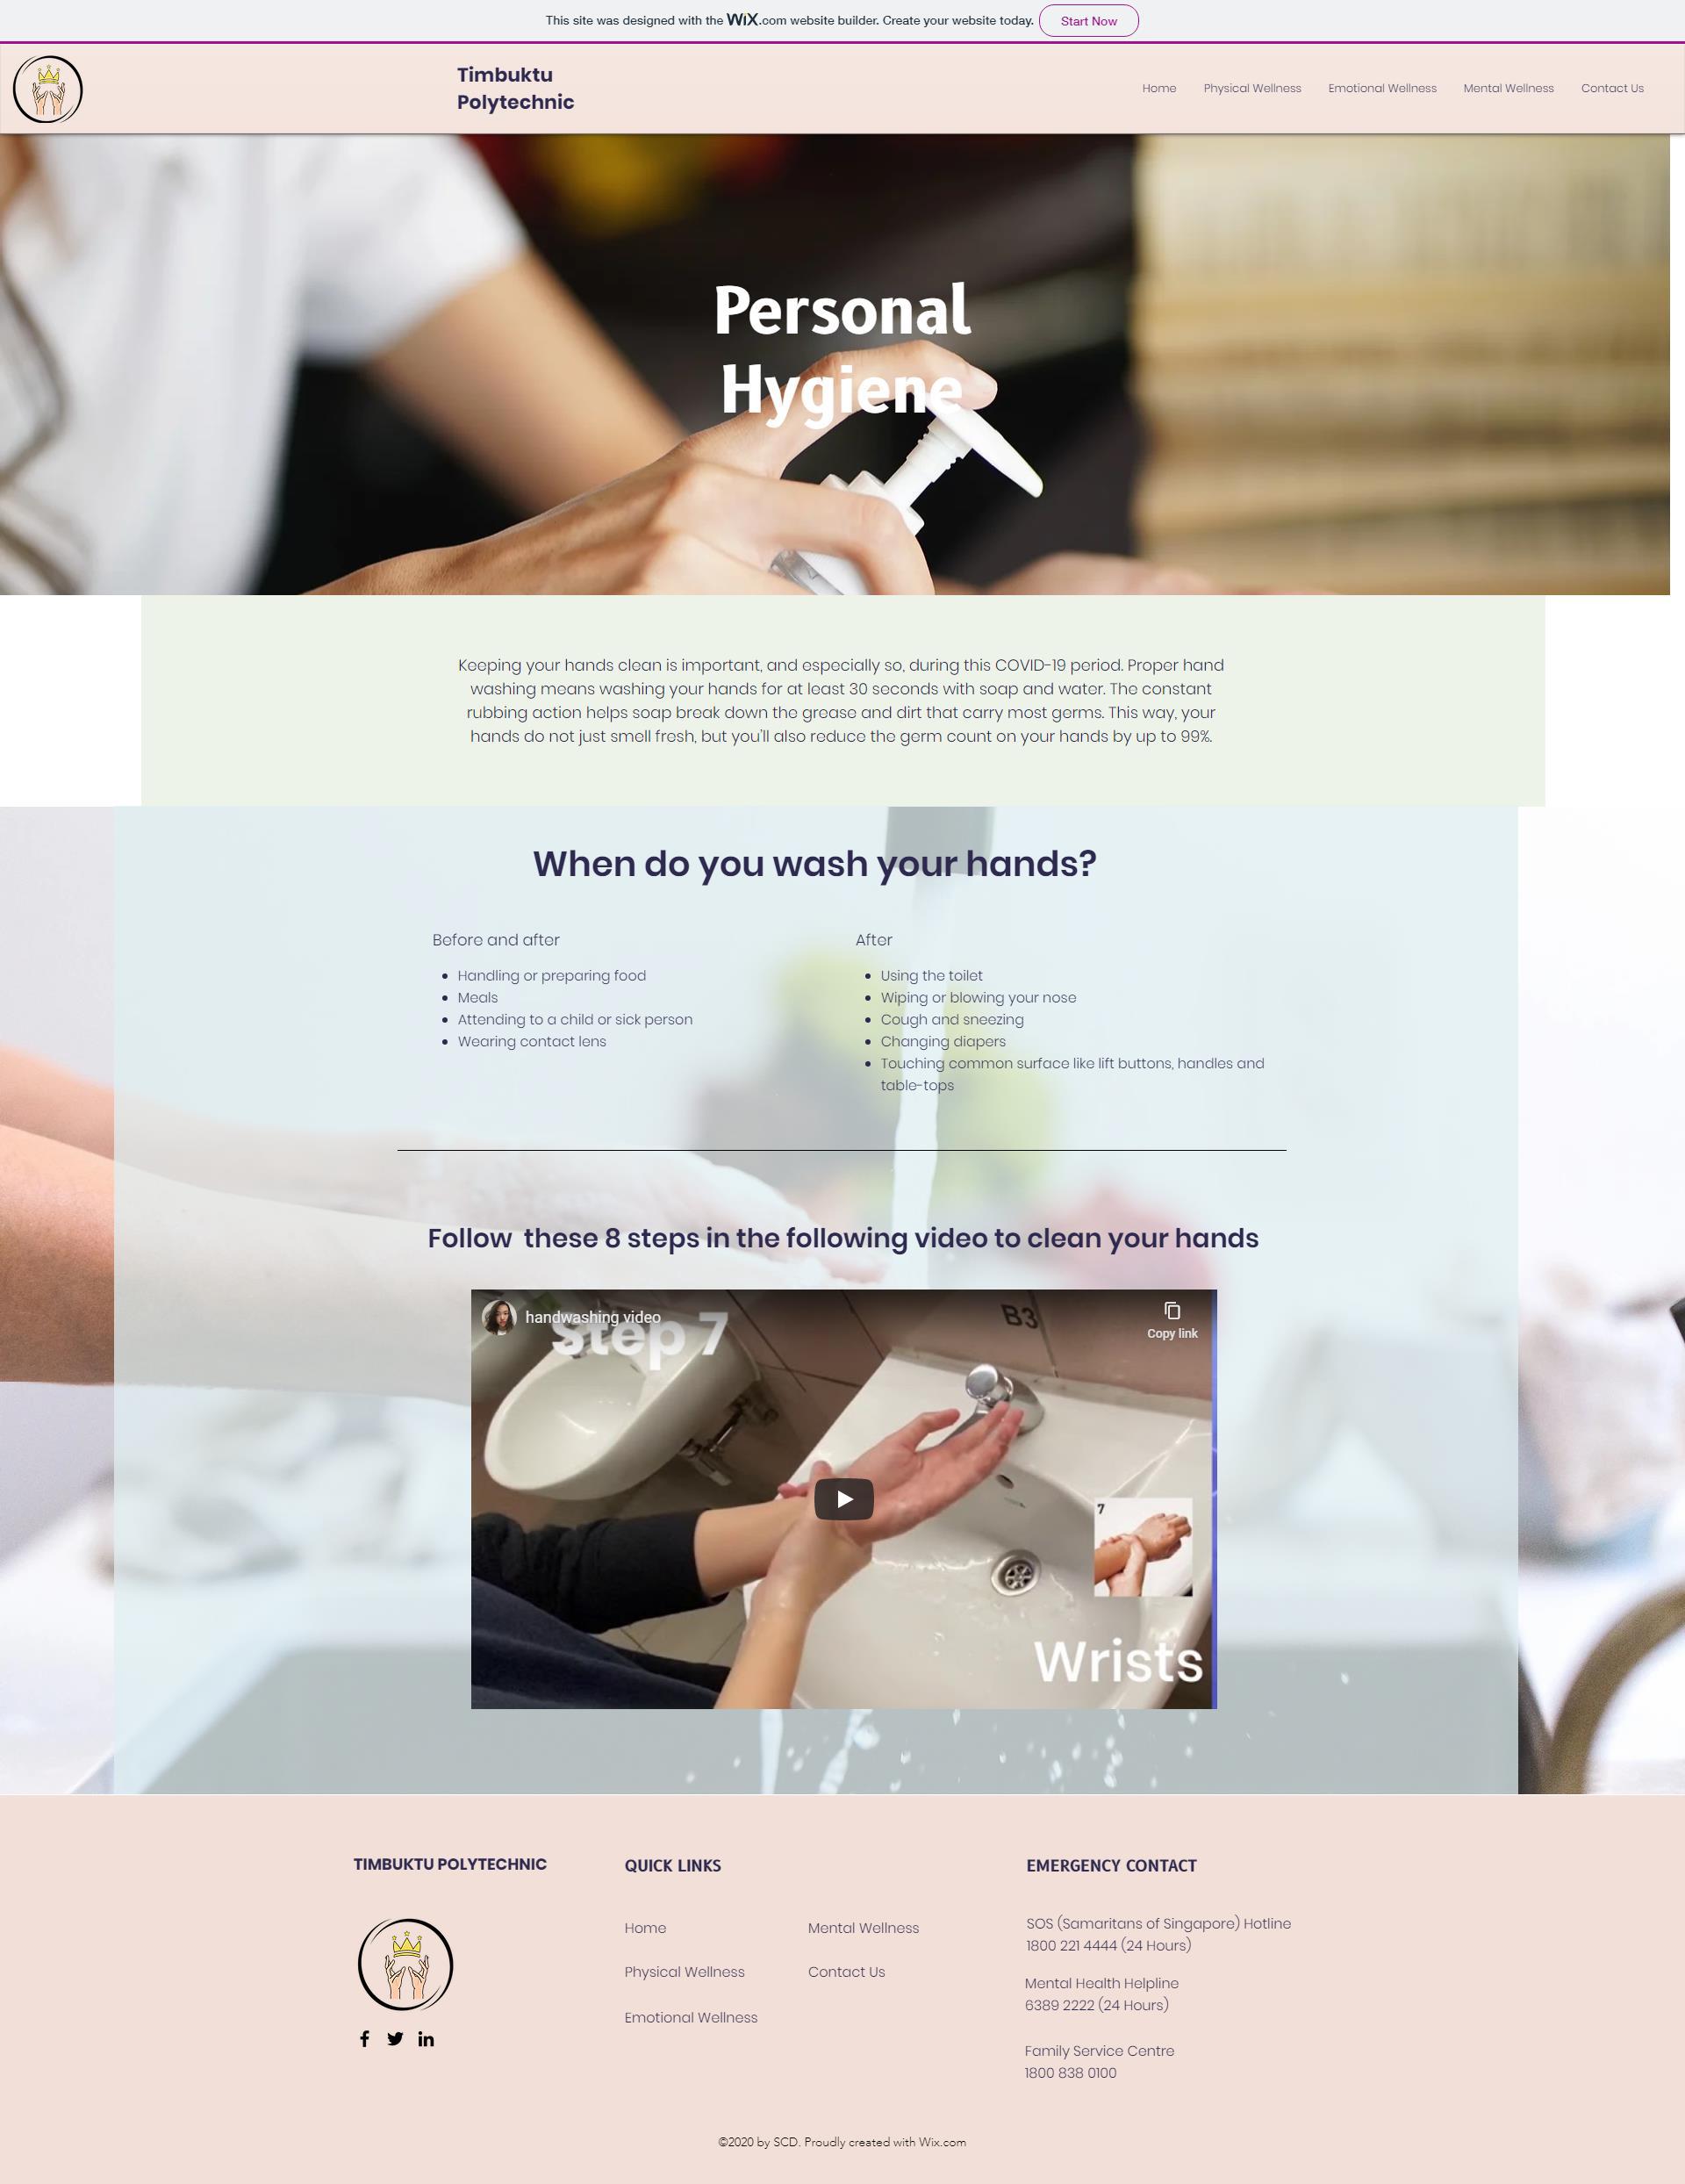 This site was designed with the WiX.com website builder. Create your website today. Start Now
Timbuktu
Polytechnic
Home Physical Wellness Emotional Wellness Mental Wellness Contact Us
Personal
Hygiene
Keeping your hands clean is important, and especially so, during this COVID-19 period. Proper hand
washing means washing your hands for at least 30 seconds with soap and water. The constant
rubbing action helps soap break down the grease and dirt that carry most germs. This way, your
hands do not just smell fresh, but you'll also reduce the germ count on your hands by up to 99%.
When do you wash your hands?
Before and after
Handling or preparing food
Meals
Attending to a child or sick person
Wearing contact lens
After
Using the toilet
Wiping or blowing your nose
Cough and sneezing
Changing diapers
Touching common surface like lift buttons, handles and
table-tops
Follow these 8 steps in the following video to clean your hands
handwashing video
Step 7
B3
Copy link
7
Wrists
TIMBUKTU POLYTECHNIC
QUICK LINKS
Home
Physical Wellness
Emotional Wellness
Mental Wellness
Contact Us
EMERGENCY CONTACT
SOS (Samaritans of Singapore) Hotline
1800 221 4444 (24 Hours)
Mental Health Helpline
6389 2222 (24 Hours)
Family Service Centre
1800 838 0100
f in
©2020 by SCD. Proudly created with Wix.com